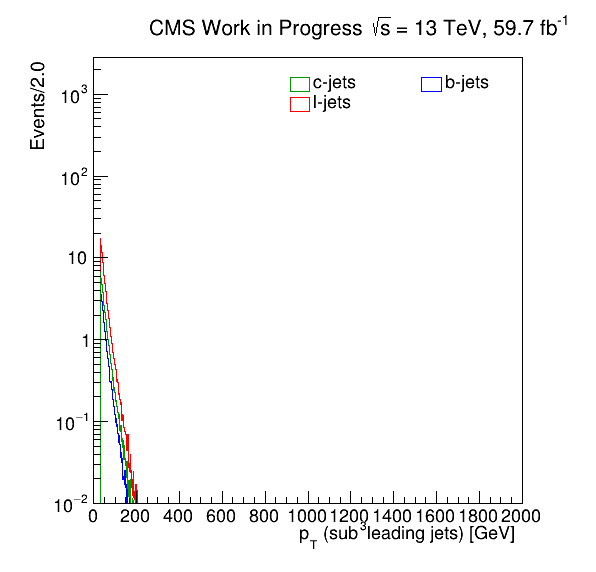 CMS Work in Progress √s = 13 TeV, 59.7 fb⁻¹
Events/2.0
c-jets b-jets
l-jets
10³
10²
10
1
10⁻¹
10⁻²
0 200 400 600 800 1000 1200 1400 1600 1800 2000
p_T (sub³leading jets) [GeV]